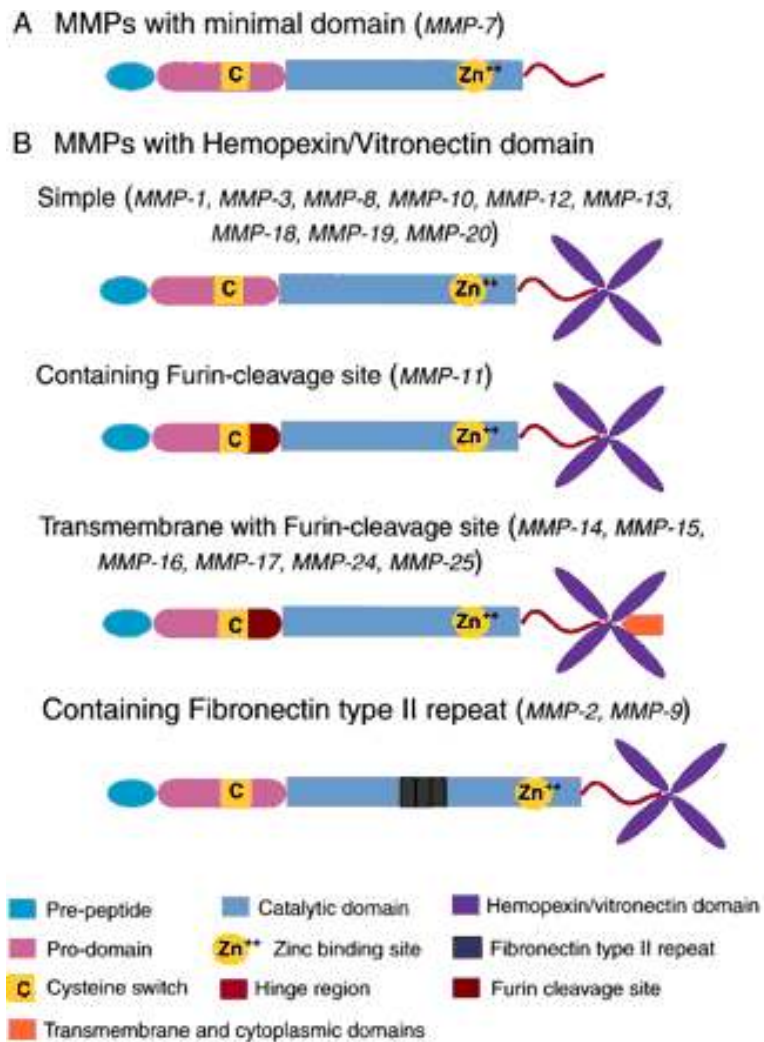 A MMPs with minimal domain (MMP-7)
C Zn++
B MMPs with Hemopexin/Vitronectin domain
Simple (MMP-1, MMP-3, MMP-8, MMP-10, MMP-12, MMP-13,
MMP-18, MMP-19, MMP-20)
C Zn++
Containing Furin-cleavage site (MMP-11)
C Zn++
Transmembrane with Furin-cleavage site (MMP-14, MMP-15,
MMP-16, MMP-17, MMP-24, MMP-25)
C Zn++
Containing Fibronectin type II repeat (MMP-2, MMP-9)
C Zn++
Pre-peptide Catalytic domain Hemopexin/vitronectin domain
Pro-domain Zn++ Zinc binding site Fibronectin type II repeat
C Cysteine switch Hinge region Furin cleavage site
Transmembrane and cytoplasmic domains